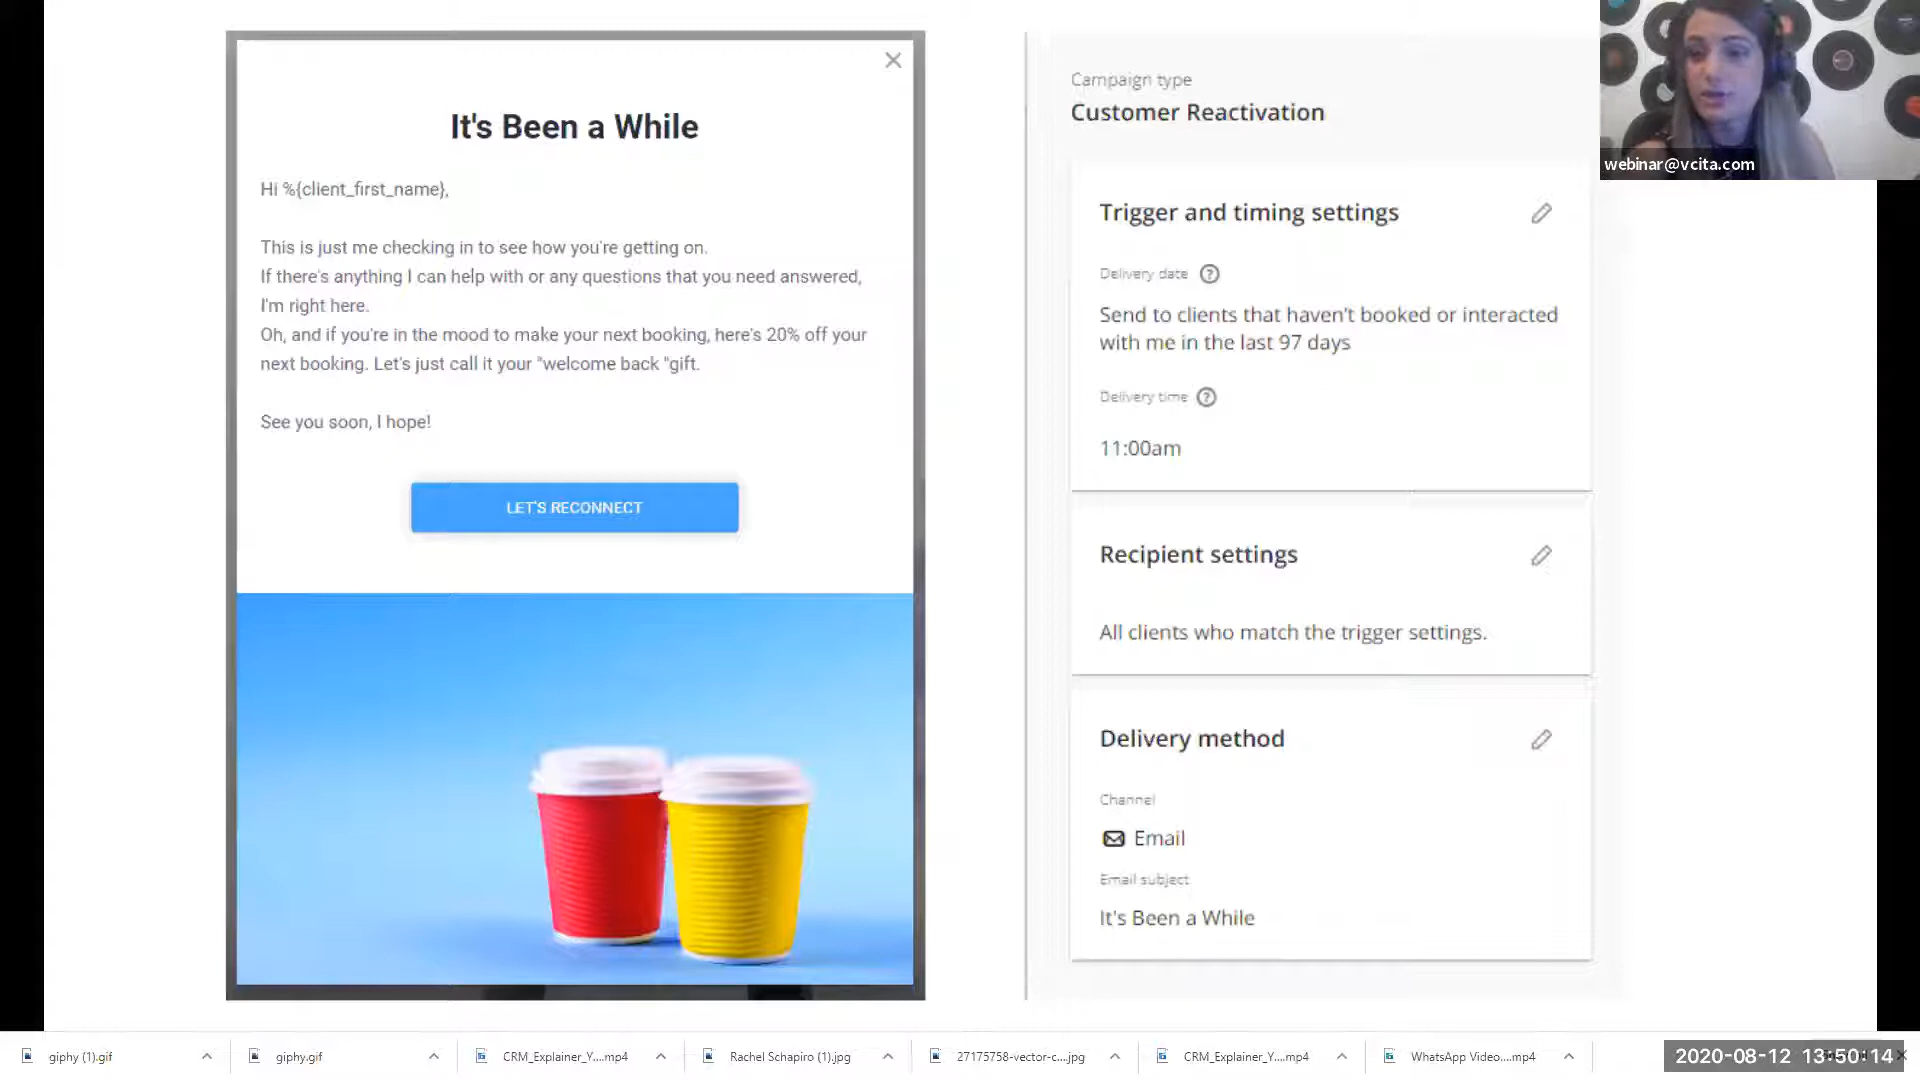 It's Been a While
Hi %{client_first_name},
This is just me checking in to see how you're getting on.
If there's anything I can help with or any questions that you need answered,
I'm right here.
Oh, and if you're in the mood to make your next booking, here's 20% off your
next booking. Let's just call it your "welcome back "gift.
See you soon, I hope!
LET'S RECONNECT
Campaign type
Customer Reactivation
Trigger and timing settings
Delivery date
Send to clients that haven't booked or interacted
with me in the last 97 days
Delivery time
11:00am
Recipient settings
All clients who match the trigger settings.
Delivery method
Channel
Email
Email subject
It's Been a While
webinar@vcita.com
giphy (1).gif
giphy.gif
CRM_Explainer_Y....mp4
Rachel Schapiro (1).jpg
27175758-vector-c....jpg
CRM_Explainer_Y....mp4
WhatsApp Video....mp4
2020-08-12 13:50:14